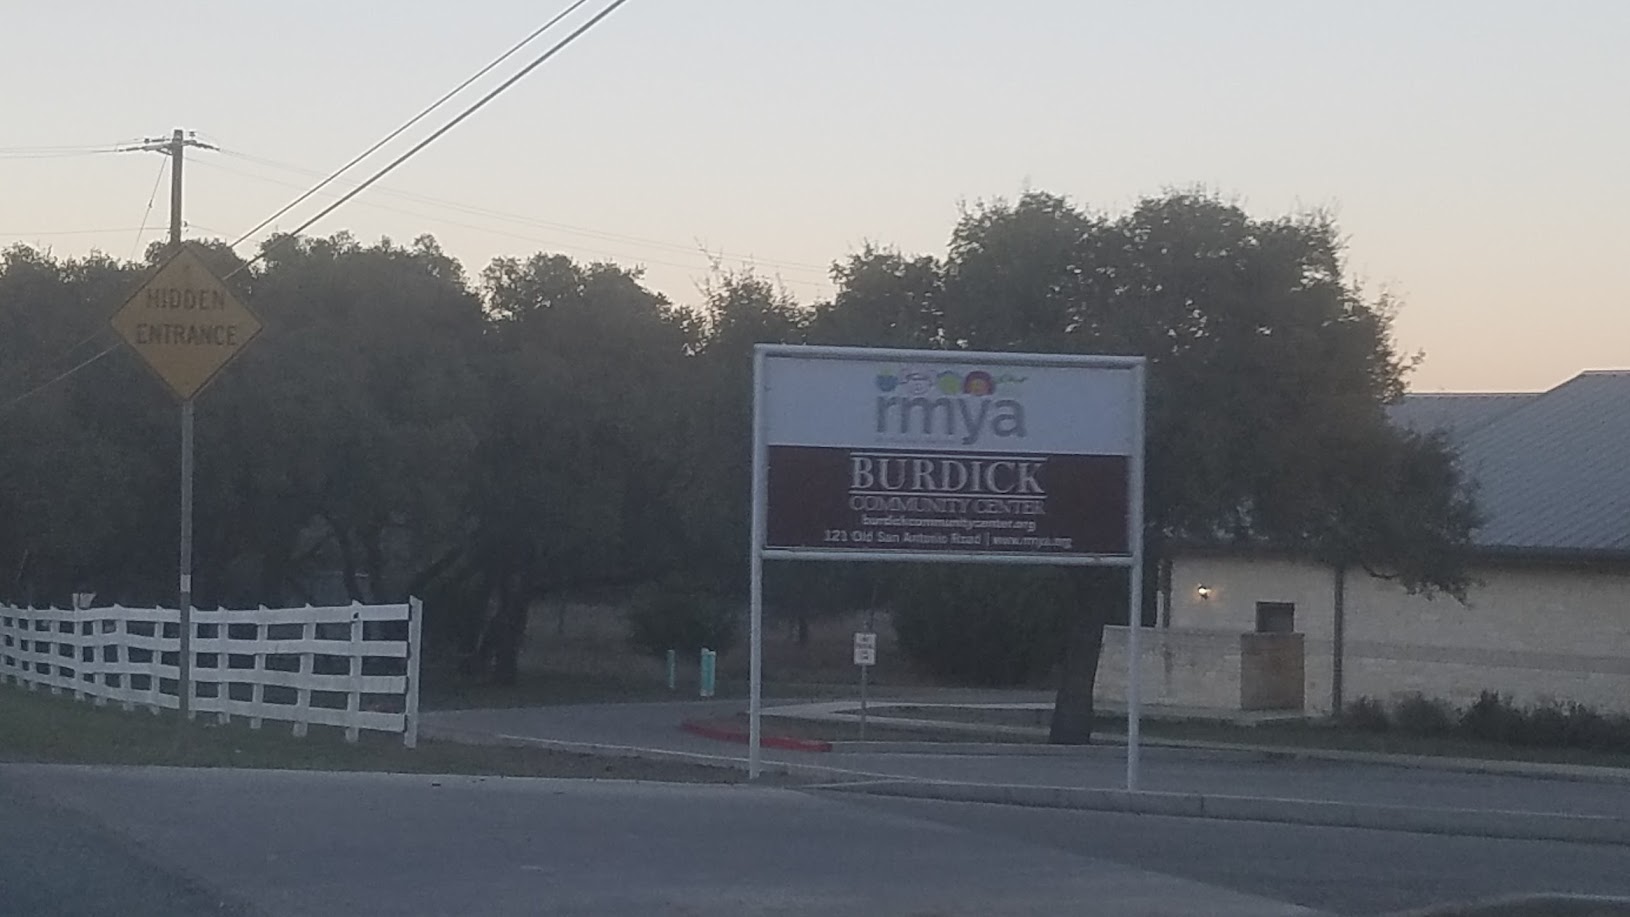 HIDDEN
ENTRANCE
rmya
BURDICK
COMMUNITY CENTER
burdickcommunitycenter.org
121 Old San Antonio Road | www.rmya.org